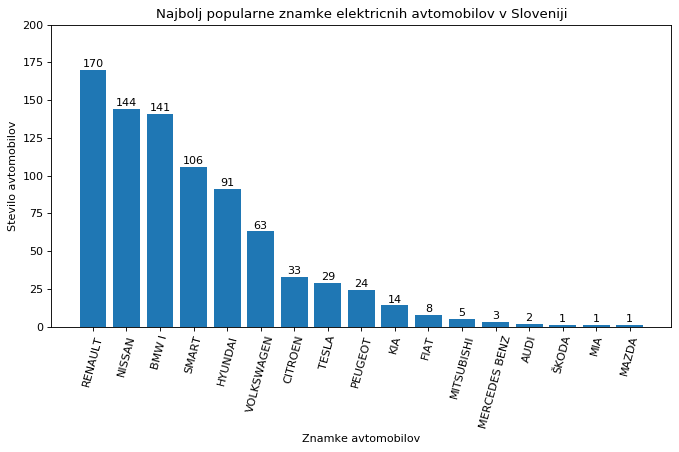 Najbolj popularne znamke elektricnih avtomobilov v Sloveniji
Stevilo avtomobilov
200
175
150
125
100
75
50
25
0
170
144
141
106
91
63
33
29
24
14
8
5
3
2
1
1
1
RENAULT
NISSAN
BMW I
SMART
HYUNDAI
VOLKSWAGEN
CITROEN
TESLA
PEUGEOT
KIA
FIAT
MITSUBISHI
MERCEDES BENZ
AUDI
ŠKODA
MIA
MAZDA
Znamke avtomobilov